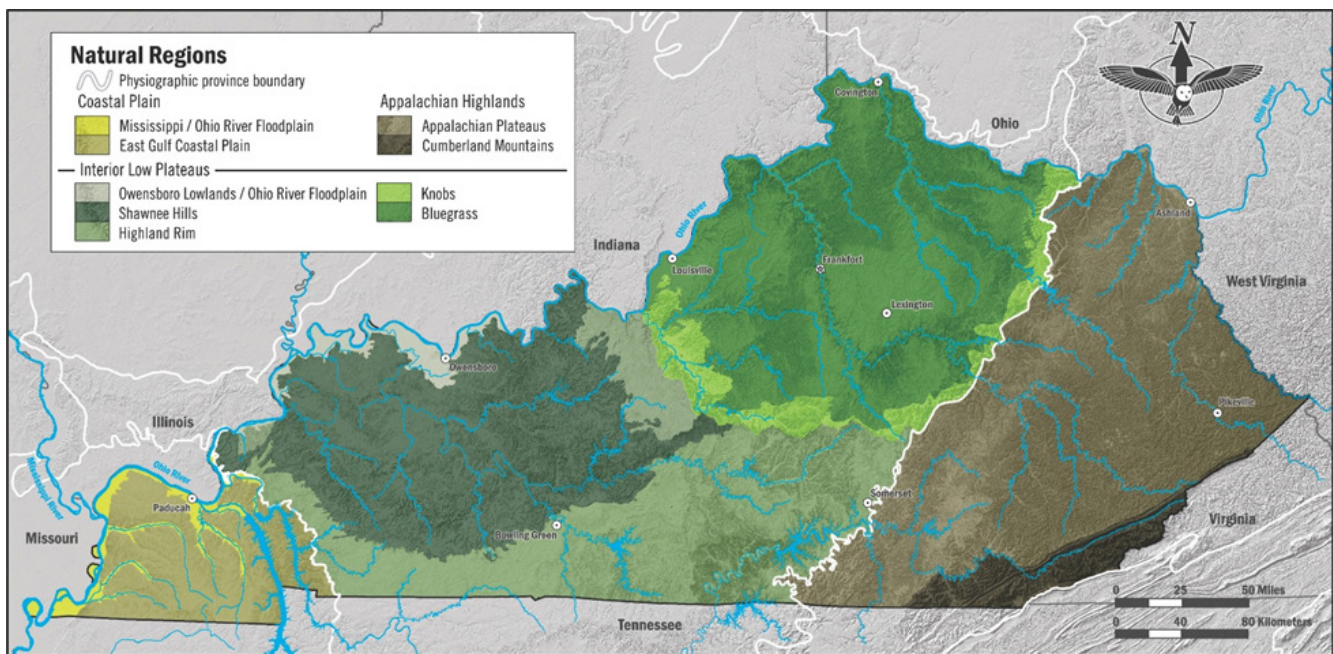 Natural Regions
Physiographic province boundary
Coastal Plain
Mississippi / Ohio River Floodplain
East Gulf Coastal Plain
Appalachian Highlands
Appalachian Plateaus
Cumberland Mountains
Interior Low Plateaus
Owensboro Lowlands / Ohio River Floodplain
Shawnee Hills
Highland Rim
Knobs
Bluegrass
N
Covington
Ohio
Ohio River
Ashland
Indiana
Ohio River
Louisville
Frankfort
Lexington
West Virginia
Owensboro
Illinois
Pikeville
Mississippi River
Ohio River
Paducah
Somerset
Bowling Green
Missouri
Virginia
Tennessee
0 25 50 Miles
0 40 80 Kilometers